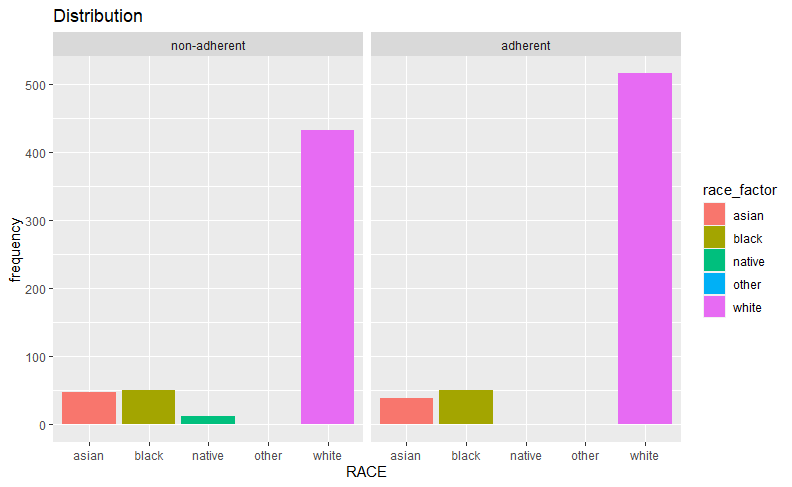 Distribution
non-adherent
adherent
frequency
500
400
300
200
100
0
asian black native other white
asian black native other white
RACE
race_factor
asian
black
native
other
white